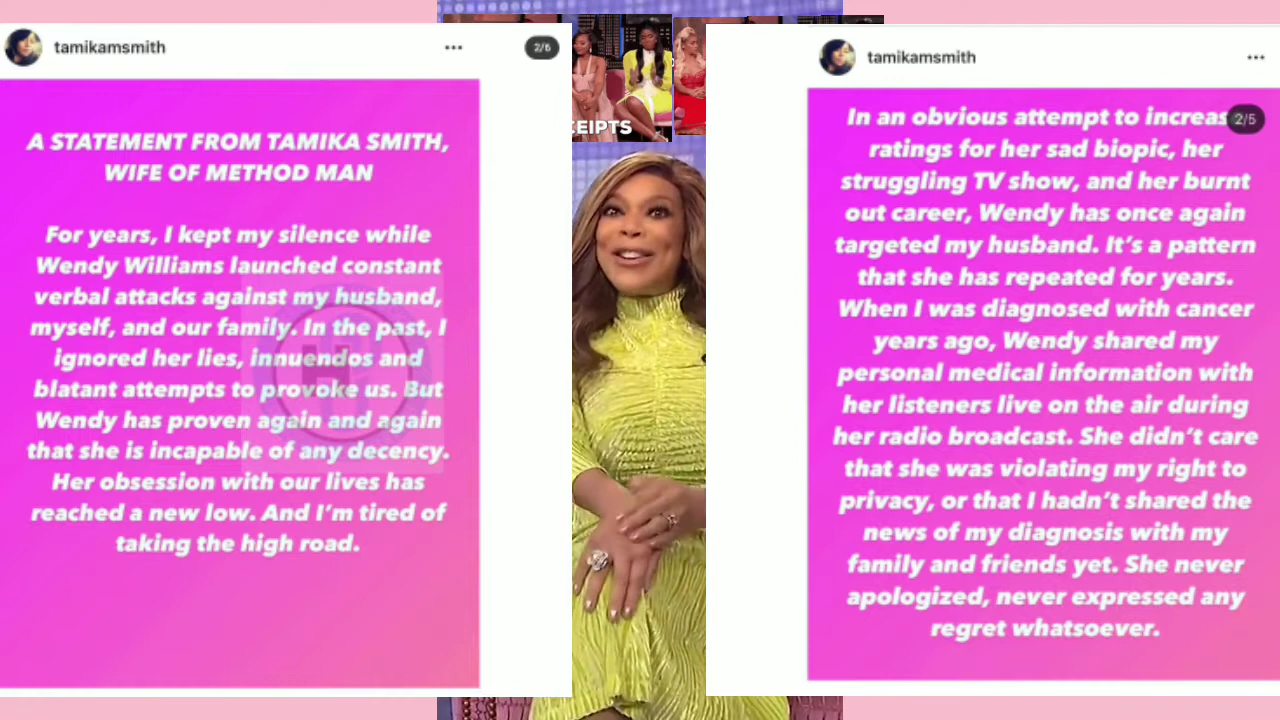 tamikamsmith
2/6
A STATEMENT FROM TAMIKA SMITH,
WIFE OF METHOD MAN
For years, I kept my silence while
Wendy Williams launched constant
verbal attacks against my husband,
myself, and our family. In the past, I
ignored her lies, innuendos and
blatant attempts to provoke us. But
Wendy has proven again and again
that she is incapable of any decency.
Her obsession with our lives has
reached a new low. And I'm tired of
taking the high road.
CEIPTS
tamikamsmith
2/5
In an obvious attempt to increas
ratings for her sad biopic, her
struggling TV show, and her burnt
out career, Wendy has once again
targeted my husband. It's a pattern
that she has repeated for years.
When I was diagnosed with cancer
years ago, Wendy shared my
personal medical information with
her listeners live on the air during
her radio broadcast. She didn't care
that she was violating my right to
privacy, or that I hadn't shared the
news of my diagnosis with my
family and friends yet. She never
apologized, never expressed any
regret whatsoever.